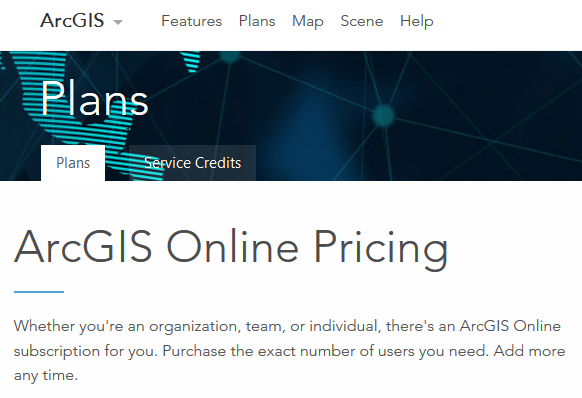 ArcGIS Features Plans Map Scene Help
Plans
Plans Service Credits
ArcGIS Online Pricing
Whether you're an organization, team, or individual, there's an ArcGIS Online
subscription for you. Purchase the exact number of users you need. Add more
any time.